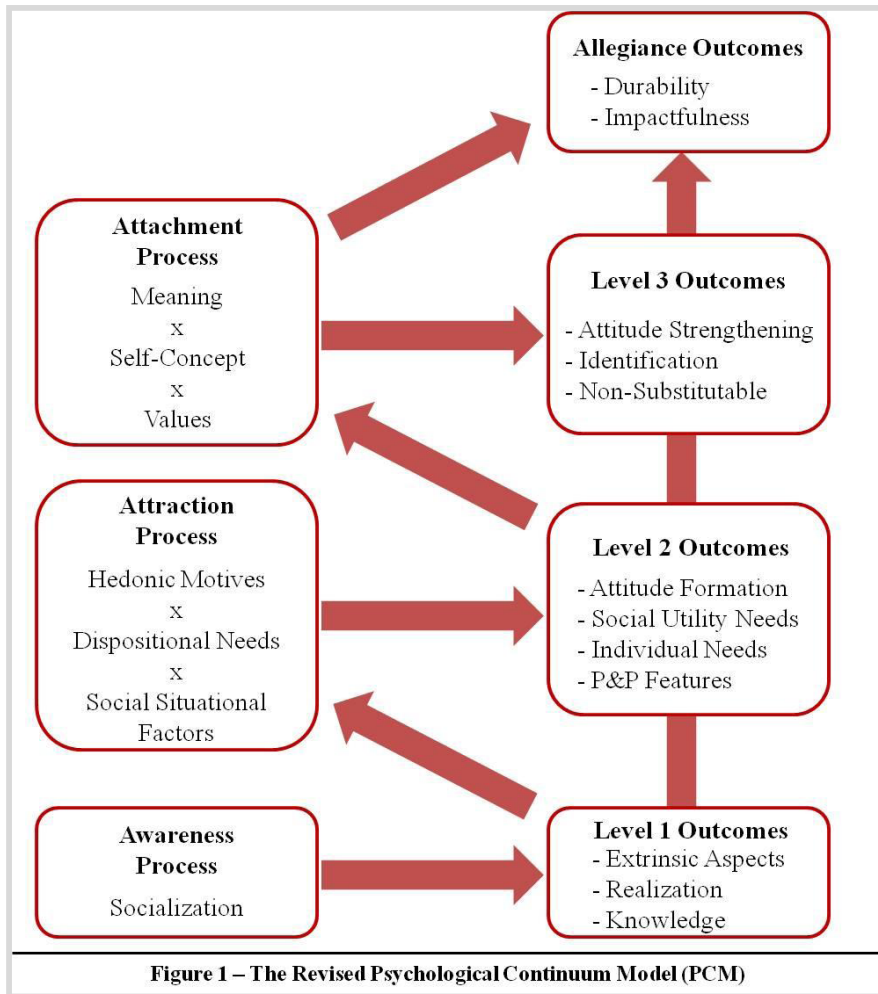 Allegiance Outcomes
- Durability
- Impactfulness
Attachment
Process
Meaning
x
Self-Concept
x
Values
Level 3 Outcomes
- Attitude Strengthening
- Identification
- Non-Substitutable
Attraction
Process
Hedonic Motives
x
Dispositional Needs
x
Social Situational
Factors
Level 2 Outcomes
- Attitude Formation
- Social Utility Needs
- Individual Needs
- P&P Features
Awareness
Process
Socialization
Level 1 Outcomes
- Extrinsic Aspects
- Realization
- Knowledge
Figure 1 – The Revised Psychological Continuum Model (PCM)